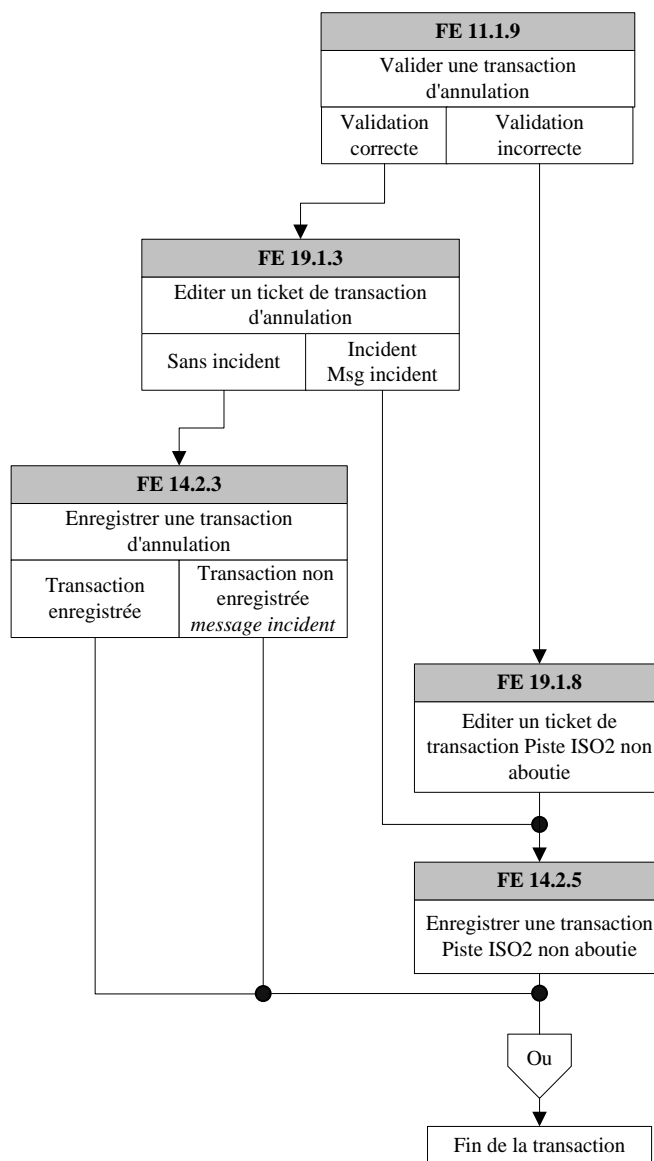 FE 11.1.9
Valider une transaction
d'annulation
Validation
correcte
Validation
incorrecte
FE 19.1.3
Editer un ticket de transaction
d'annulation
Sans incident
Incident
Msg incident
FE 14.2.3
Enregistrer une transaction
d'annulation
Transaction
enregistrée
Transaction non
enregistrée
message incident
FE 19.1.8
Editer un ticket de
transaction Piste ISO2 non
aboutie
FE 14.2.5
Enregistrer une transaction
Piste ISO2 non aboutie
Ou
Fin de la transaction